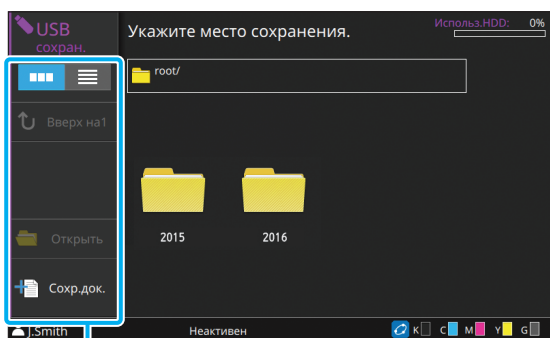 USB
сохран.
Укажите место сохранения.
Использ.HDD: 0%
root/
Вверх на1
Открыть
Сохр.док.
2015
2016
J.Smith
Неактивен
K C M Y G